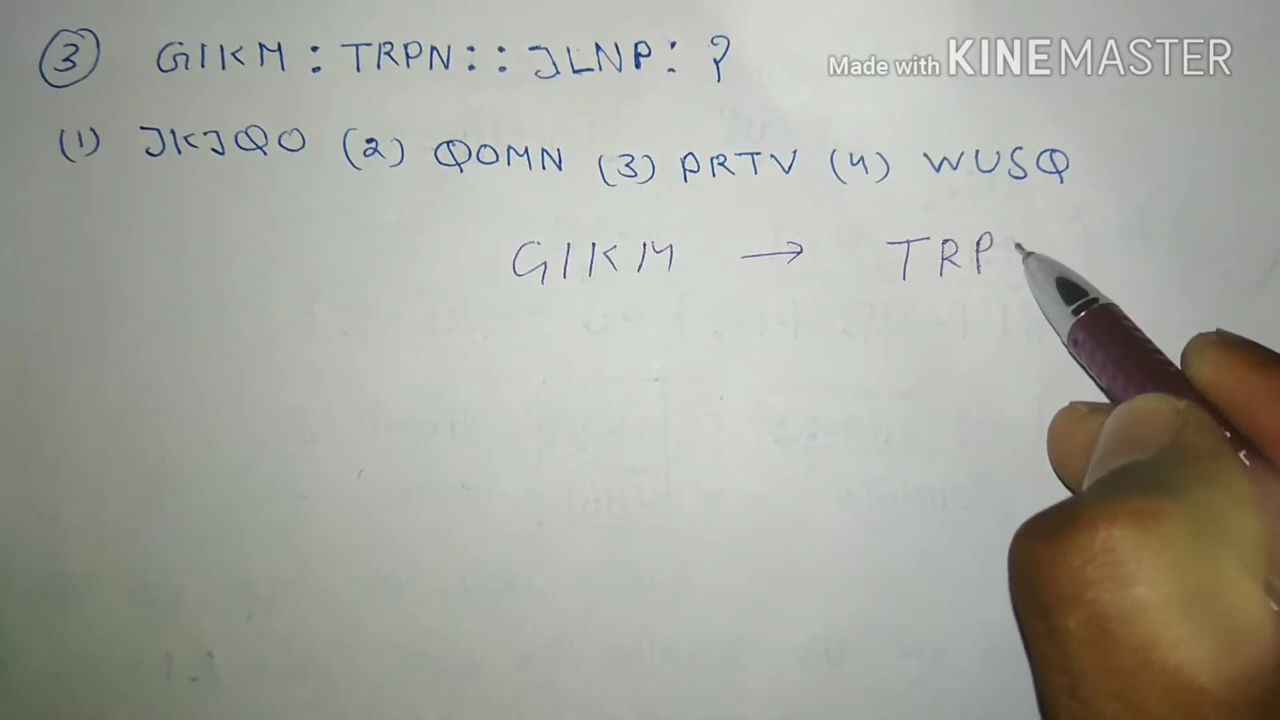 ③ GIKM : TRPN :: JLNP : ?
Made with KINEMASTER
(1) JKJQO (2) QOMN (3) PRTV (4) WUSQ
GIKM → TRP